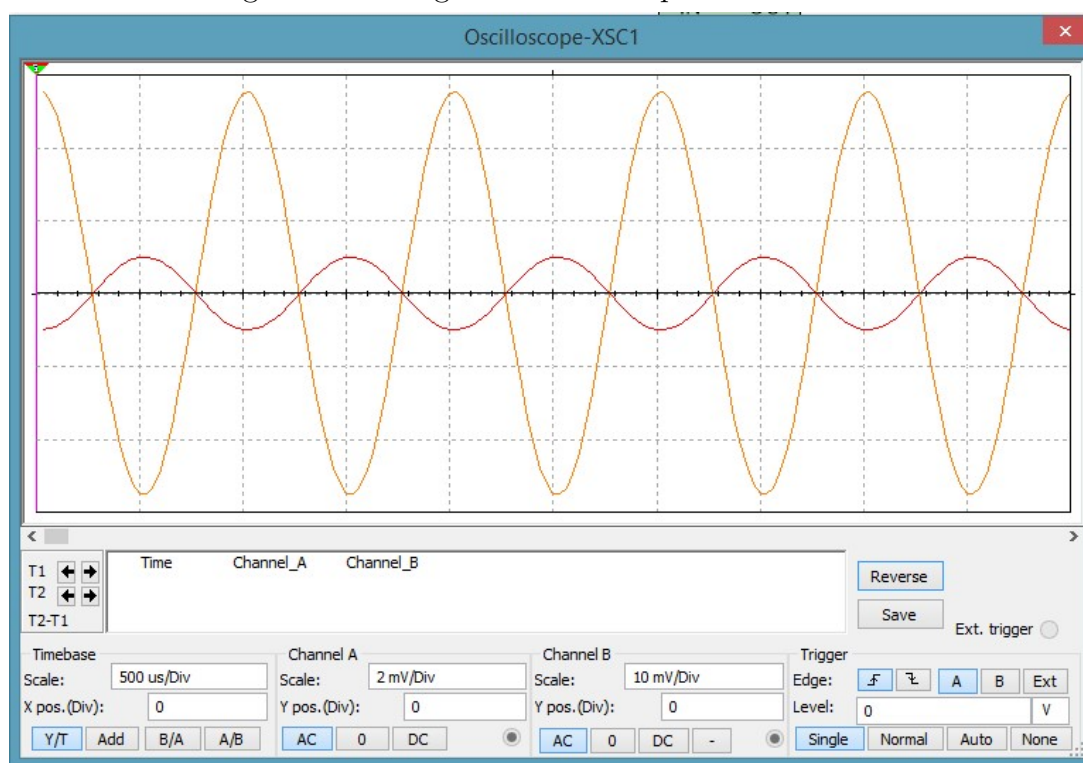 Oscilloscope-XSC1
Time Channel_A Channel_B
T1
T2
T2-T1
Reverse
Save
Ext. trigger
Timebase
Scale: 500 us/Div
X pos.(Div): 0
Y/T Add B/A A/B
Channel A
Scale: 2 mV/Div
Y pos.(Div): 0
AC 0 DC
Channel B
Scale: 10 mV/Div
Y pos.(Div): 0
AC 0 DC -
Trigger
Edge: A B Ext
Level: 0 V
Single Normal Auto None